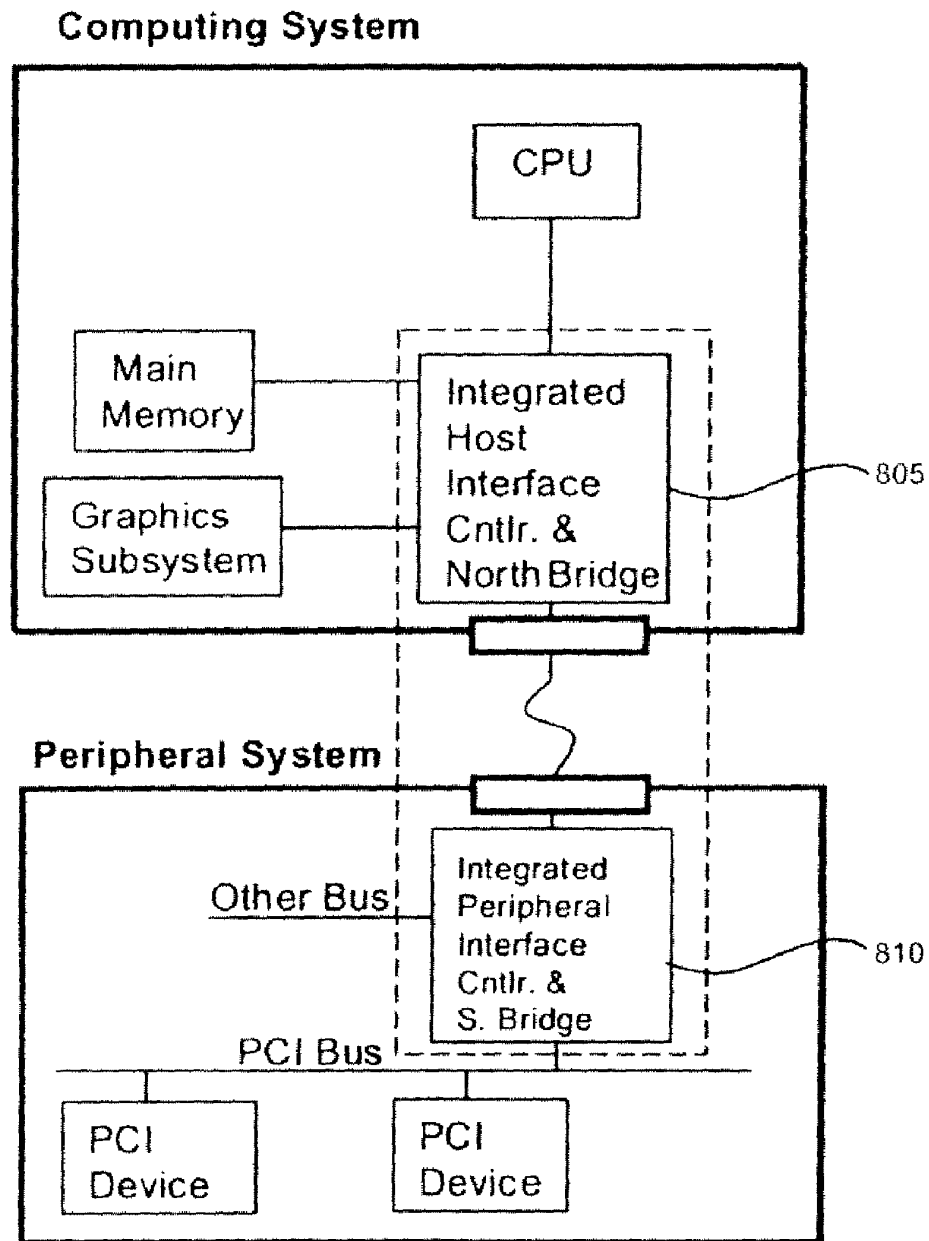 Computing System
CPU
Main
Memory
Integrated
Host
Interface
Cntlr. &
North Bridge
805
Graphics
Subsystem
Peripheral System
Other Bus
Integrated
Peripheral
Interface
Cntlr. &
S. Bridge
810
PCI Bus
PCI
Device
PCI
Device